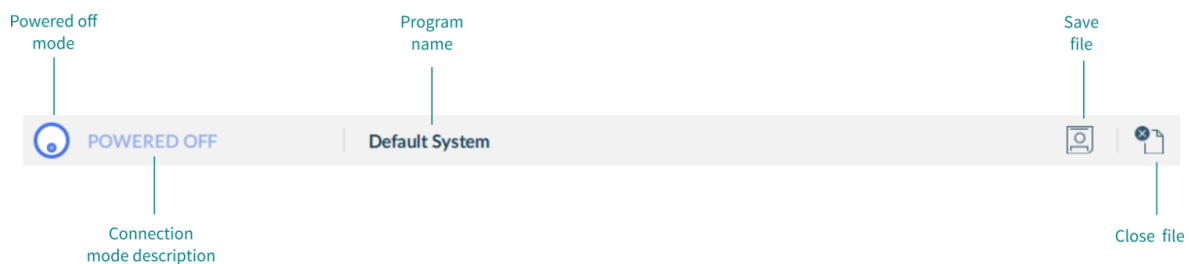 Powered off
mode
Program
name
Save
file
POWERED OFF
Default System
Connection
mode description
Close file